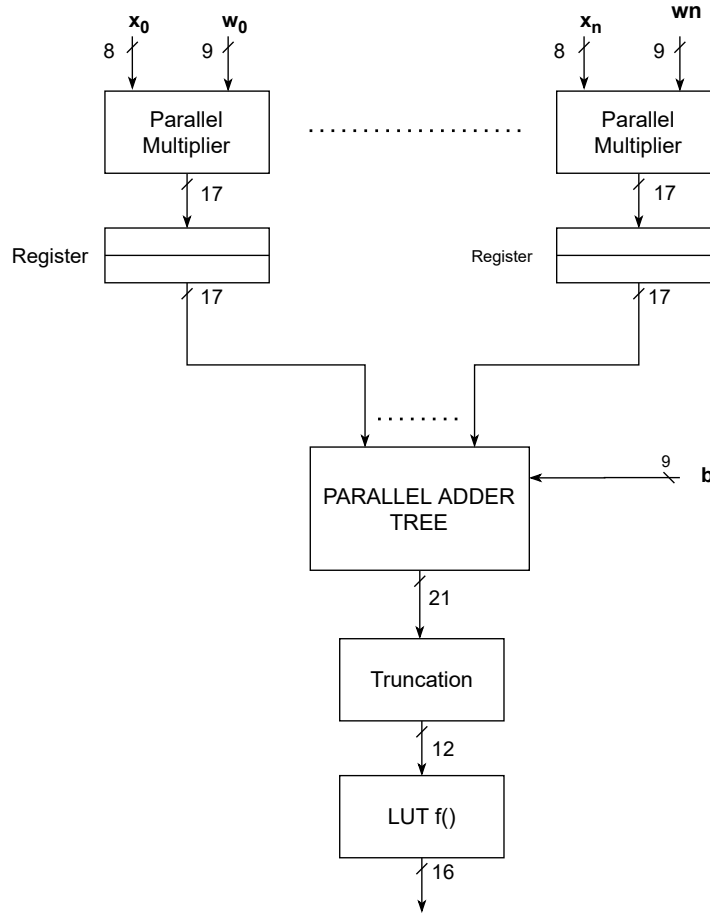 x0 w0 xn wn
8 9 8 9
Parallel
Multiplier
Parallel
Multiplier
17 17
Register
Register
17 17
9
b
PARALLEL ADDER
TREE
21
Truncation
12
LUT f()
16